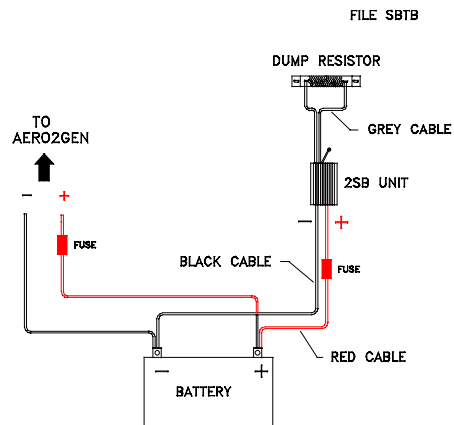 FILE SBTB
DUMP RESISTOR
GREY CABLE
TO
AERO2GEN
2SB UNIT
− +
− +
FUSE
BLACK CABLE
FUSE
RED CABLE
− +
BATTERY